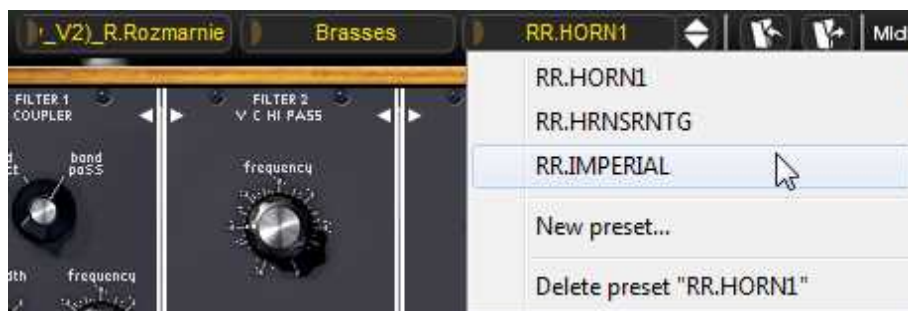 _V2)_R.Rozmarnie Brasses RR.HORN1
RR.HORN1
RR.HRNSRNTG
RR.IMPERIAL
New preset...
Delete preset "RR.HORN1"
FILTER 1
COUPLER
FILTER 2
V C HI PASS
band
pass
frequency
frequency